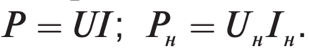 P = UI; Pн = UнIн.